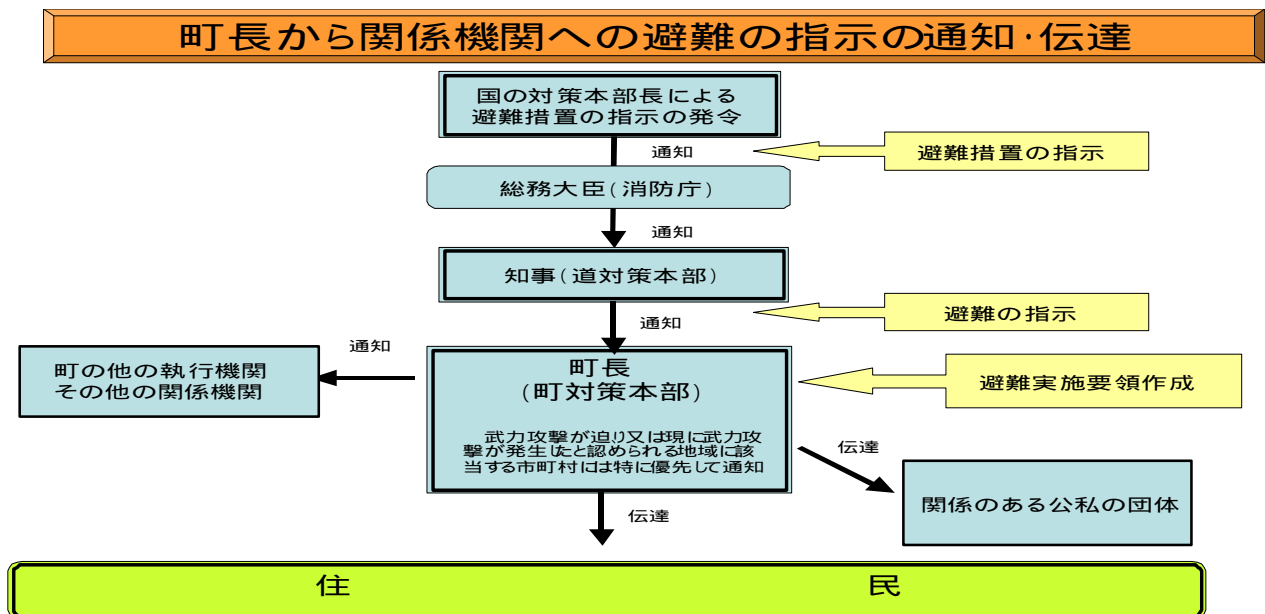 町長から関係機関への避難の指示の通知･伝達
国の対策本部長による
避難措置の指示の発令
通知
避難措置の指示
総務大臣(消防庁)
通知
知事(道対策本部)
通知
避難の指示
通知
町の他の執行機関
その他の関係機関
町長
(町対策本部)
武力攻撃が迫り又は現に武力攻
撃が発生したと認められる地域に該
当する市町村には特に優先して通知
避難実施要領作成
伝達
関係のある公私の団体
伝達
住 民